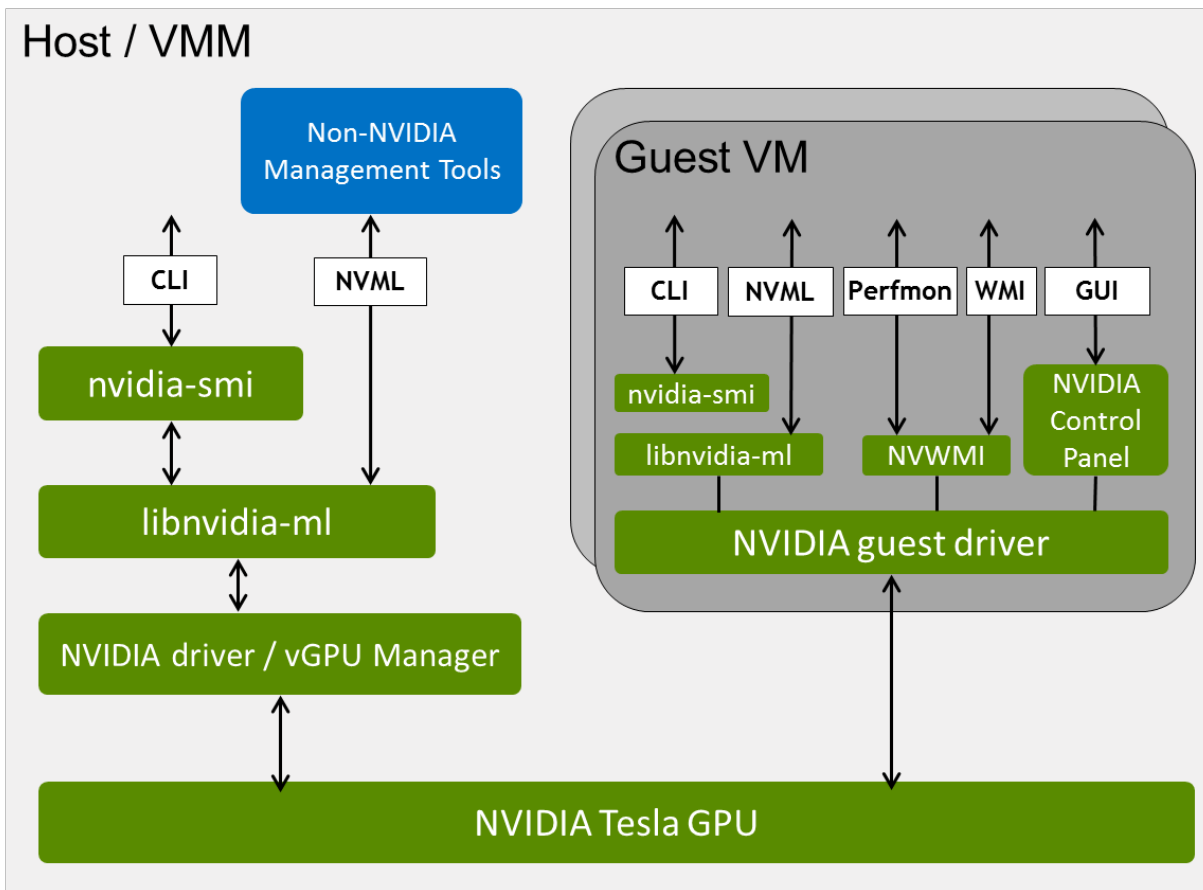 Host / VMM
Non-NVIDIA
Management Tools
CLI
NVML
nvidia-smi
libnvidia-ml
NVIDIA driver / vGPU Manager
Guest VM
CLI
NVML
Perfmon
WMI
GUI
nvidia-smi
libnvidia-ml
NVWMI
NVIDIA
Control
Panel
NVIDIA guest driver
NVIDIA Tesla GPU